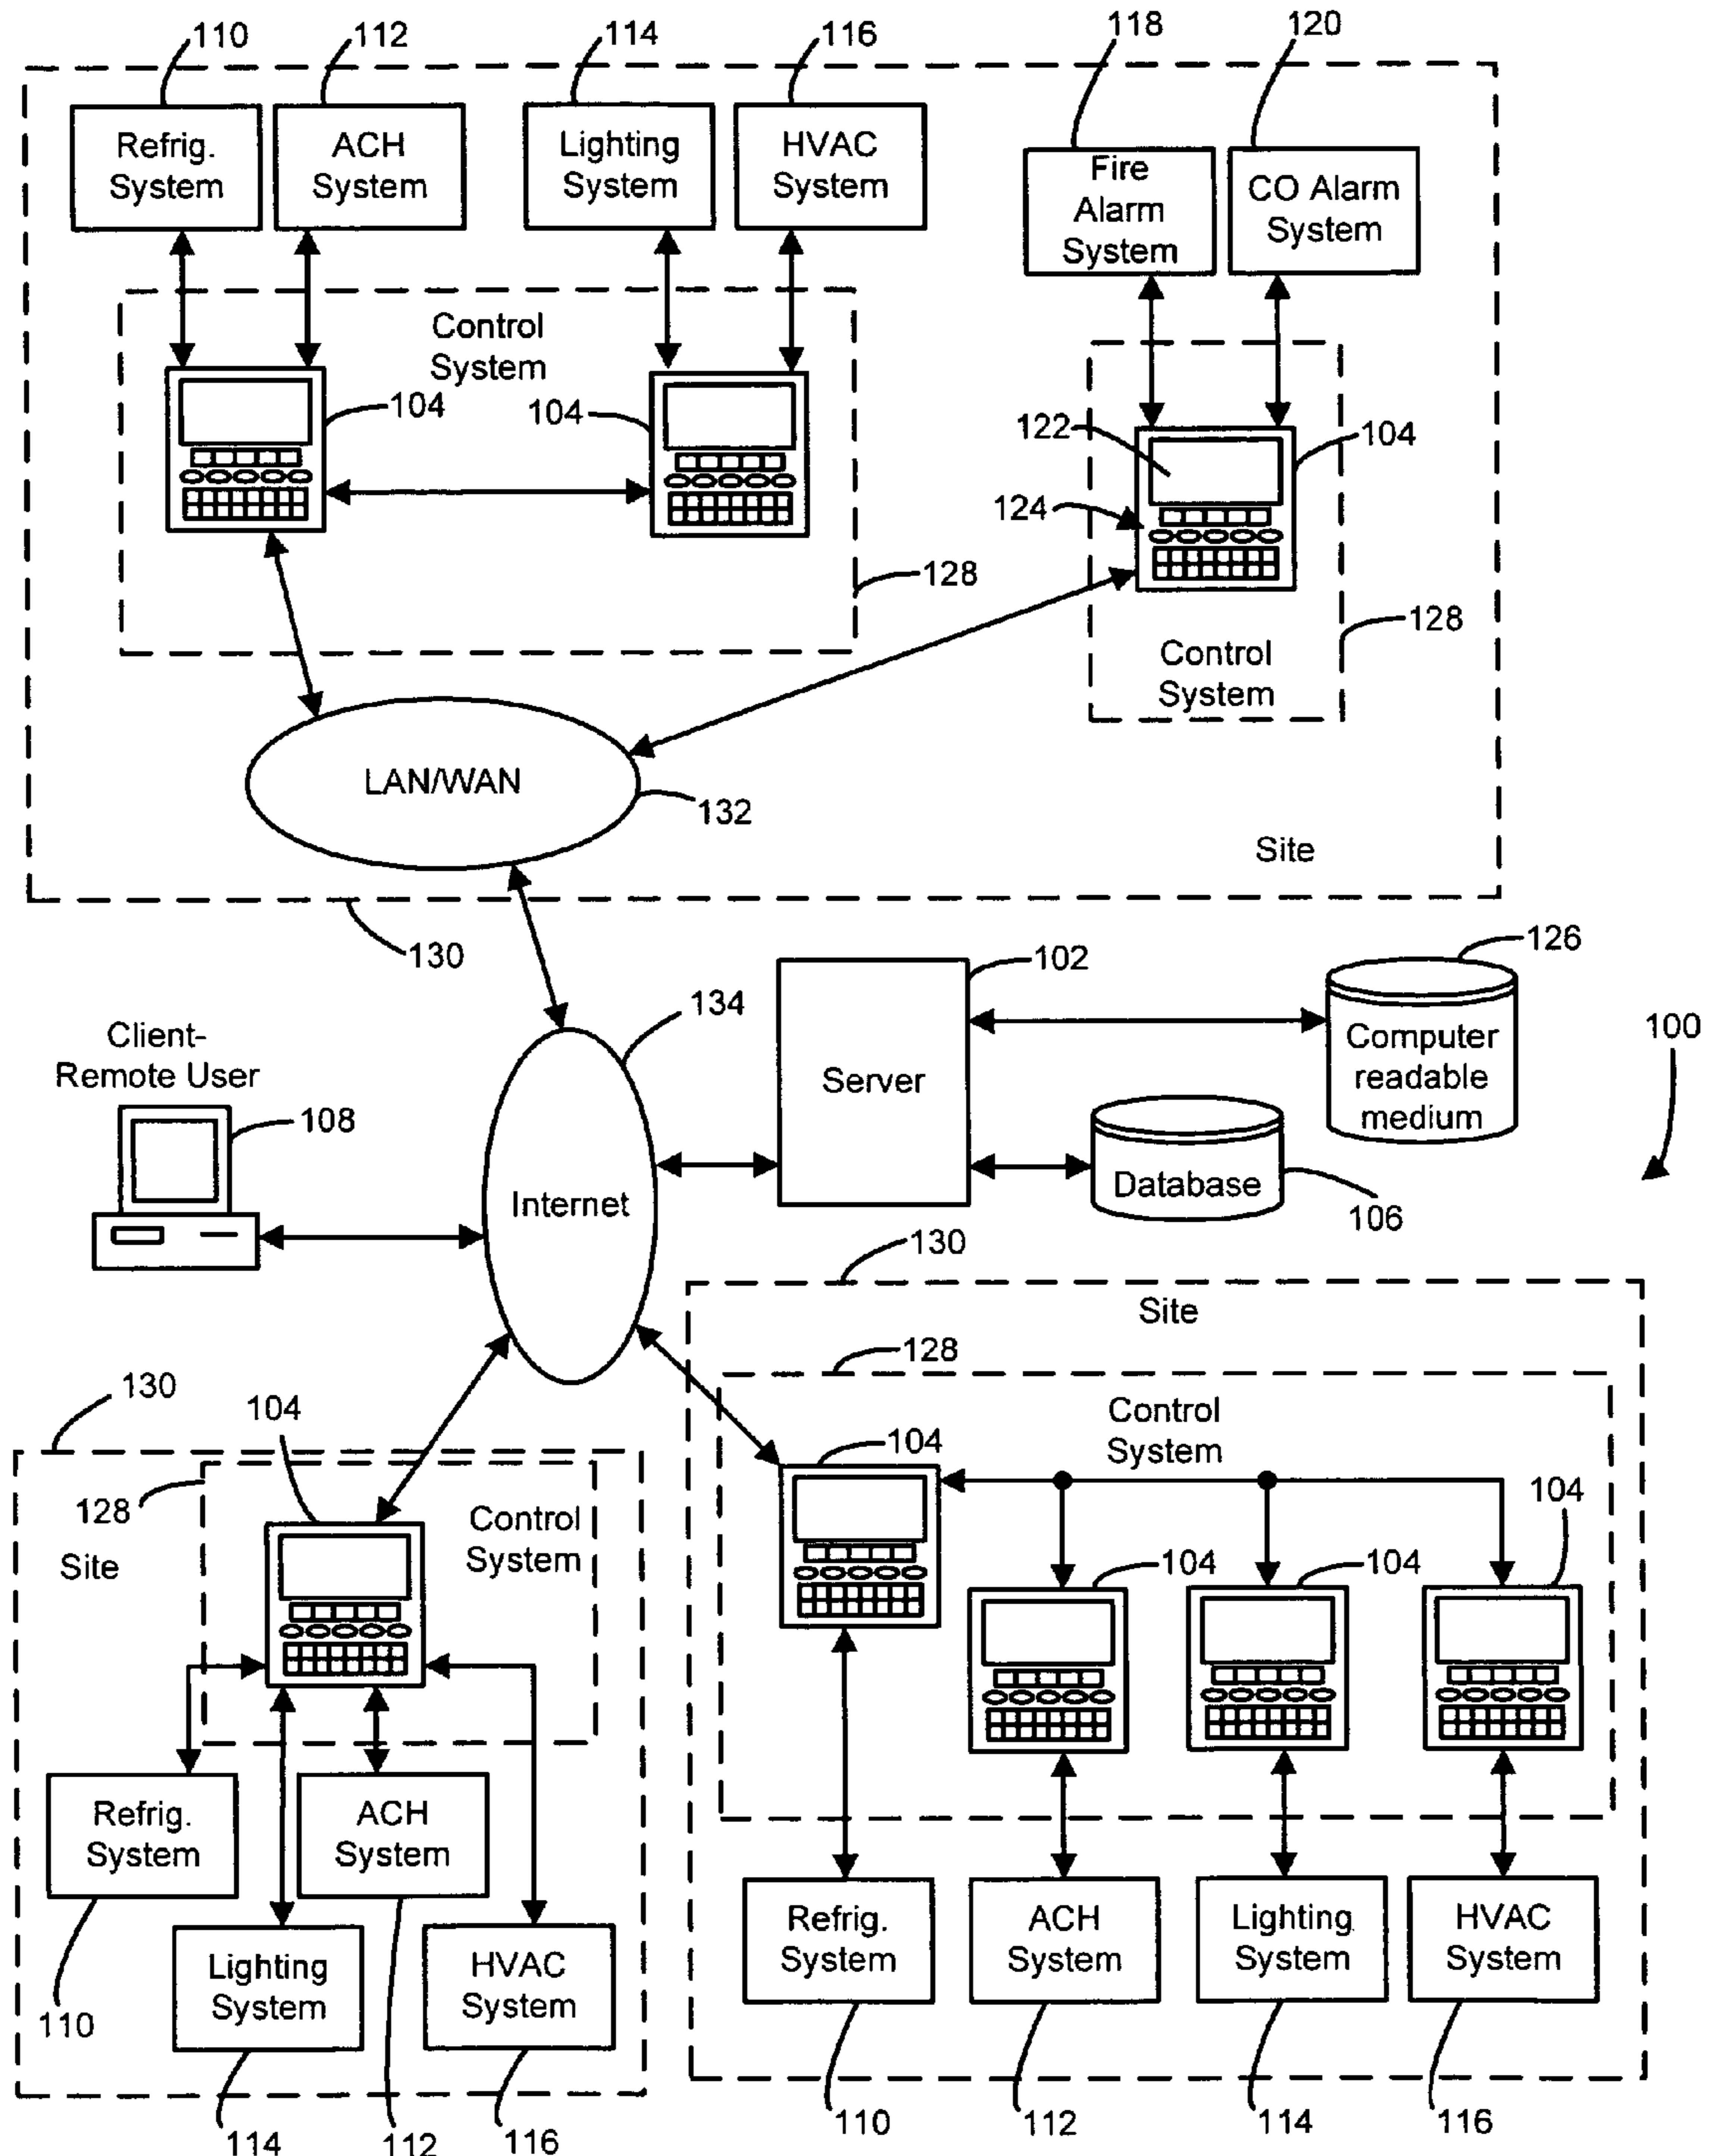 110
112
114
116
118
120
Refrig.
System
ACH
System
Lighting
System
HVAC
System
Fire
Alarm
System
CO Alarm
System
Control
System
104
104
122
104
124
128
128
Control
System
LAN/WAN
132
Site
130
102
126
134
Client-
Remote User
108
Server
Computer
readable
medium
100
Database
106
Internet
130
Site
128
130
104
Control
System
104
128
Control
System
Site
104
104
104
Refrig.
System
ACH
System
Lighting
System
HVAC
System
110
114
112
116
Refrig.
System
ACH
System
Lighting
System
HVAC
System
110
112
114
116